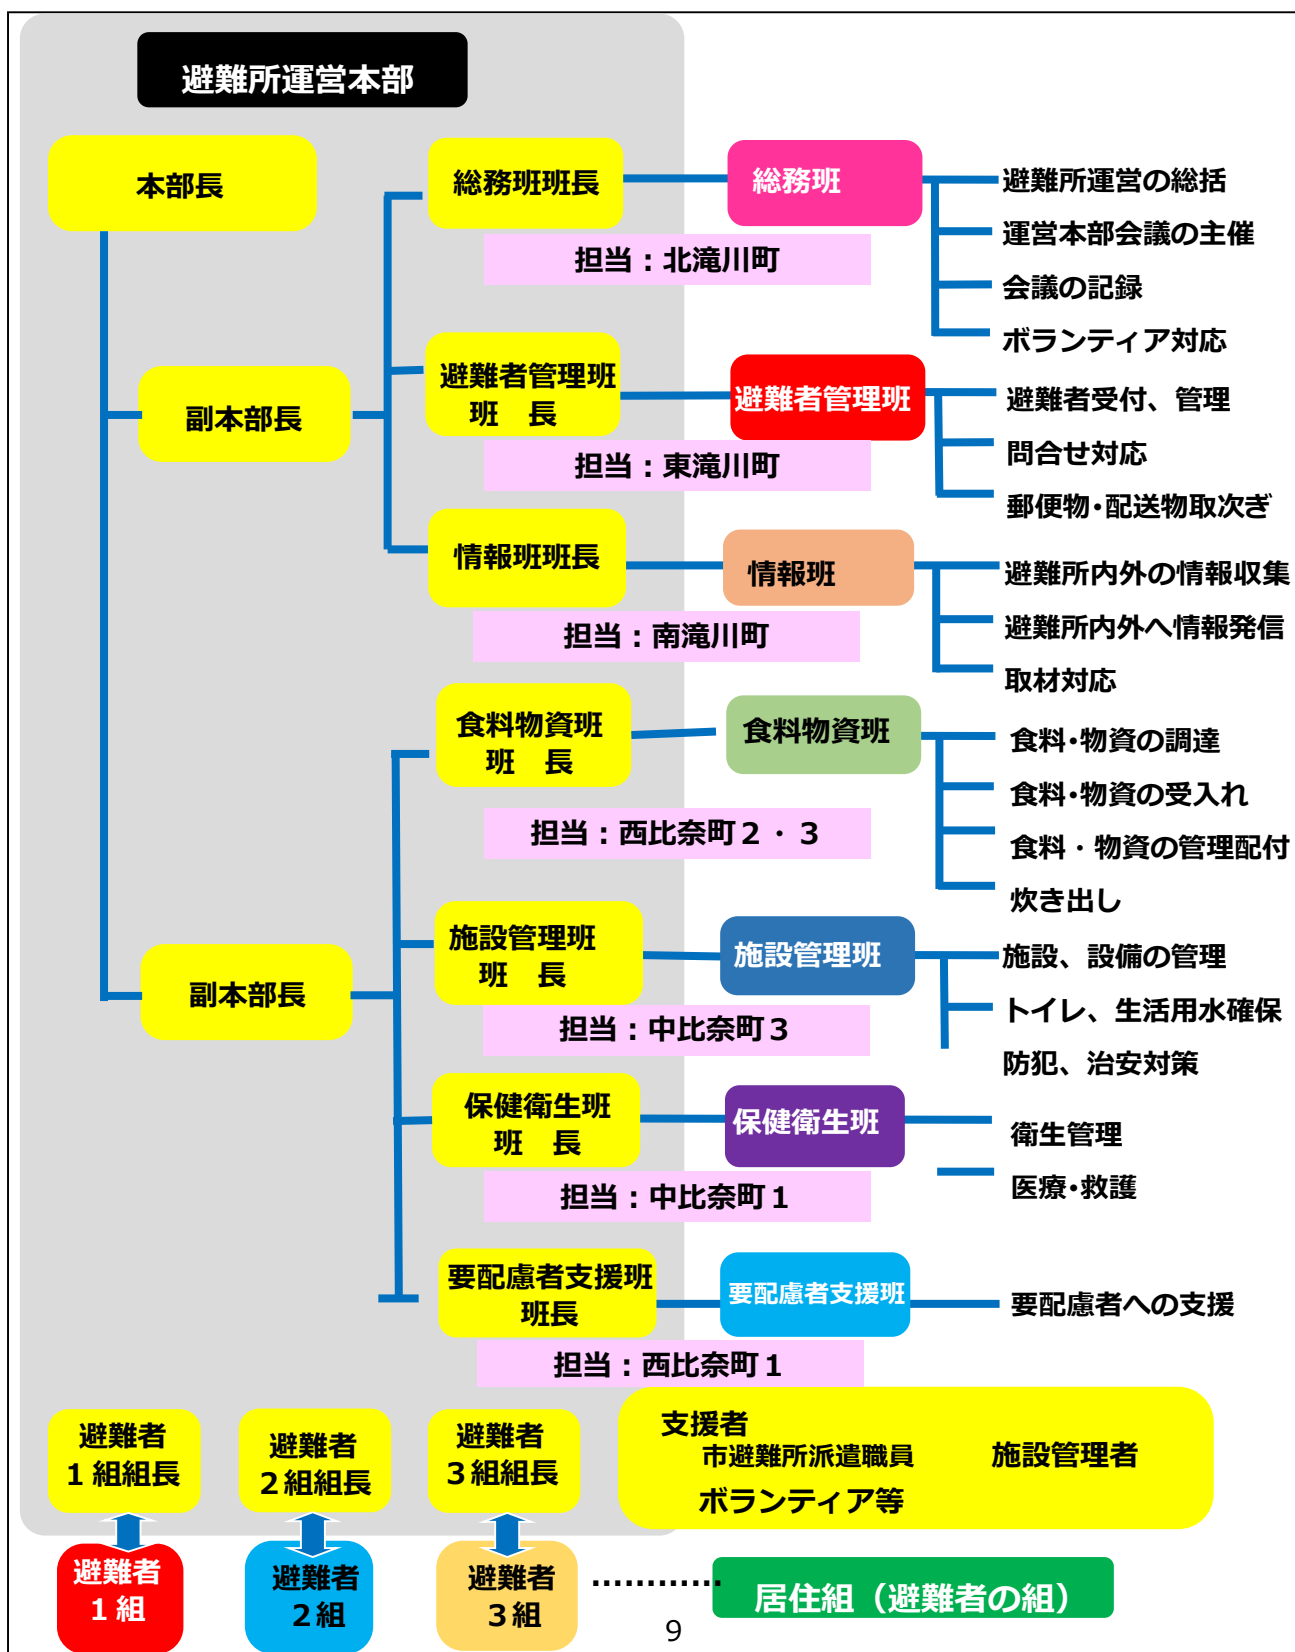 避難所運営本部
本部長
総務班班長
総務班
避難所運営の総括
運営本部会議の主催
会議の記録
ボランティア対応
担当：北滝川町
副本部長
避難者管理班
班　長
避難者管理班
避難者受付、管理
問合せ対応
郵便物・配送物取次ぎ
担当：東滝川町
情報班班長
情報班
避難所内外の情報収集
避難所内外へ情報発信
取材対応
担当：南滝川町
食料物資班
班　長
食料物資班
食料・物資の調達
食料・物資の受入れ
食料・物資の管理配付
炊き出し
担当：西比奈町２・３
副本部長
施設管理班
班　長
施設管理班
施設、設備の管理
トイレ、生活用水確保
防犯、治安対策
担当：中比奈町３
保健衛生班
班　長
保健衛生班
衛生管理
医療・救護
担当：中比奈町１
要配慮者支援班
班長
要配慮者支援班
要配慮者への支援
担当：西比奈町１
避難者
１組組長
避難者
２組組長
避難者
３組組長
支援者
市避難所派遣職員
ボランティア等
施設管理者
避難者
１組
避難者
２組
避難者
３組
…………
居住組（避難者の組）
9